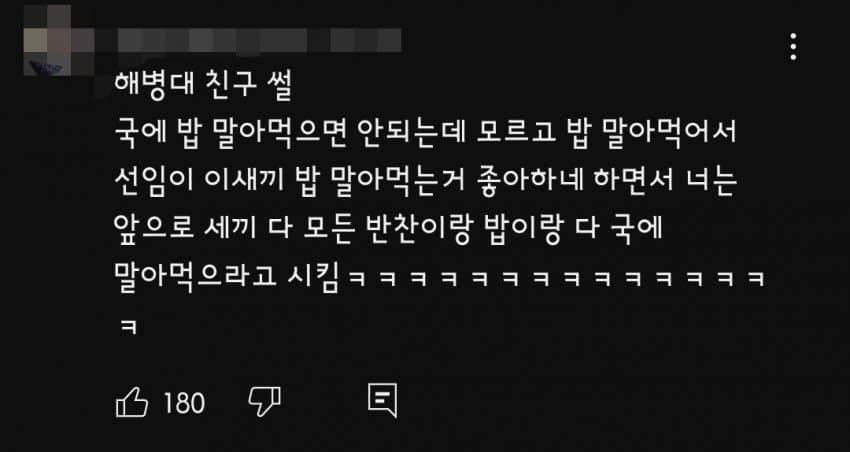 해병대 친구 썰
국에 밥 말아먹으면 안되는데 모르고 밥 말아먹어서
선임이 이새끼 밥 말아먹는거 좋아하네 하면서 너는
앞으로 세끼 다 모든 반찬이랑 밥이랑 다 국에
말아먹으라고 시킴ㅋㅋㅋㅋㅋㅋㅋㅋㅋㅋㅋㅋㅋㅋ
ㅋ
180